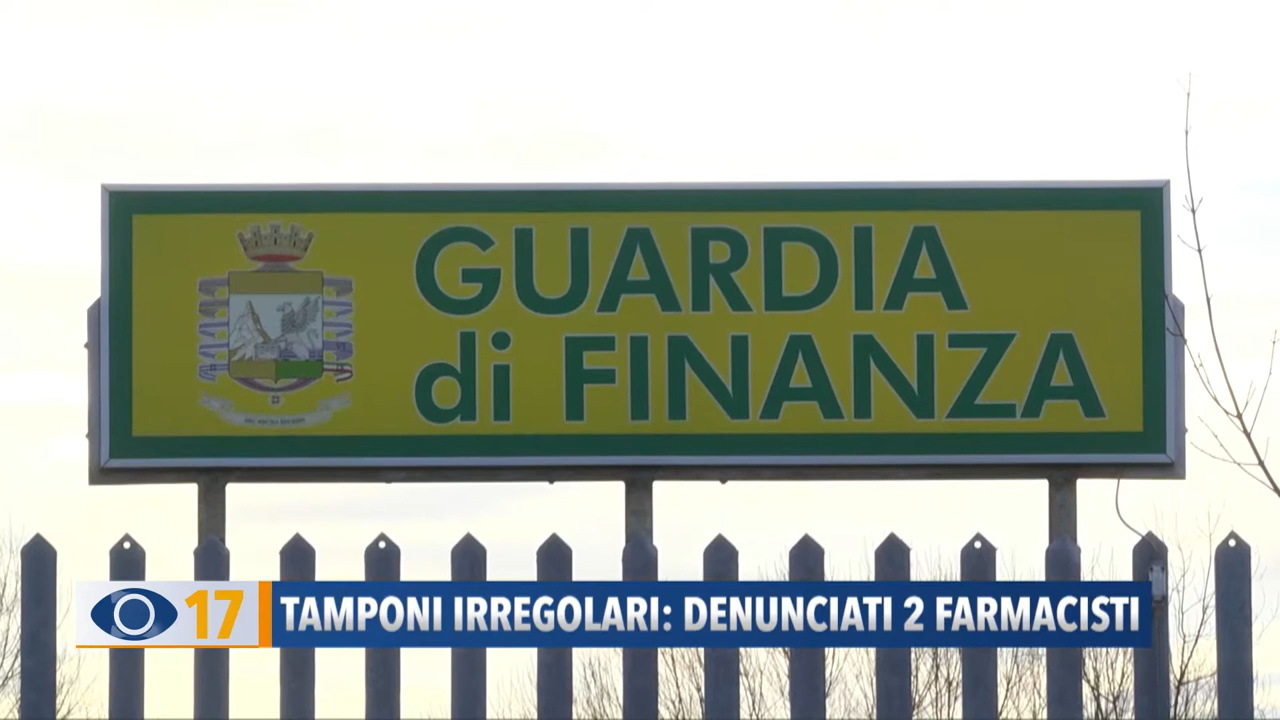 GUARDIA
di FINANZA
17 TAMPONI IRREGOLARI: DENUNCIATI 2 FARMACISTI